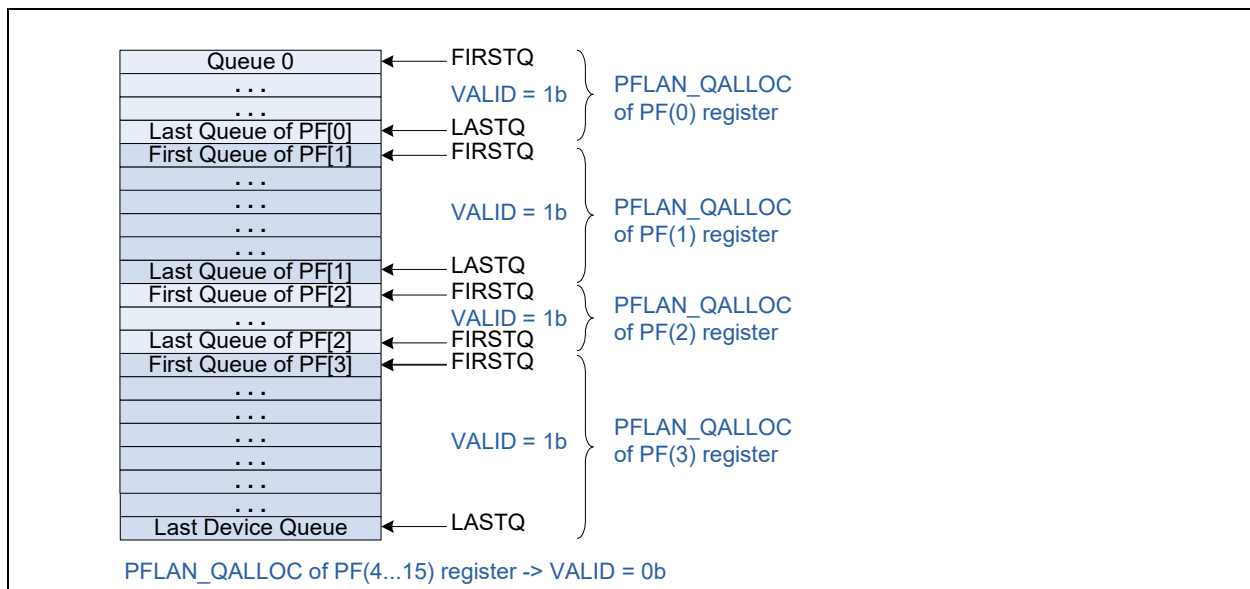 Queue 0
FIRSTQ
. . .
VALID = 1b
PFLAN_QALLOC
of PF(0) register
. . .
Last Queue of PF[0]
LASTQ
First Queue of PF[1]
FIRSTQ
. . .
. . .
VALID = 1b
PFLAN_QALLOC
of PF(1) register
. . .
. . .
Last Queue of PF[1]
LASTQ
First Queue of PF[2]
FIRSTQ
. . .
VALID = 1b
PFLAN_QALLOC
of PF(2) register
Last Queue of PF[2]
FIRSTQ
First Queue of PF[3]
FIRSTQ
. . .
. . .
. . .
VALID = 1b
PFLAN_QALLOC
of PF(3) register
. . .
. . .
. . .
Last Device Queue
LASTQ
PFLAN_QALLOC of PF(4...15) register -> VALID = 0b